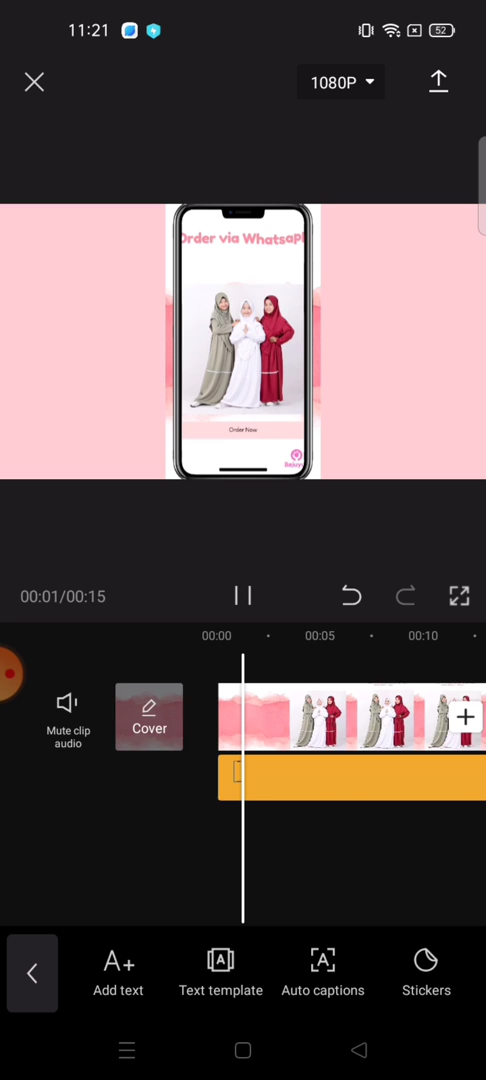 11:21
52
1080P
Order via Whatsapp
Order Now
00:01/00:15
00:00
00:05
00:10
Mute clip
audio
Cover
A+
Add text
Text template
Auto captions
Stickers